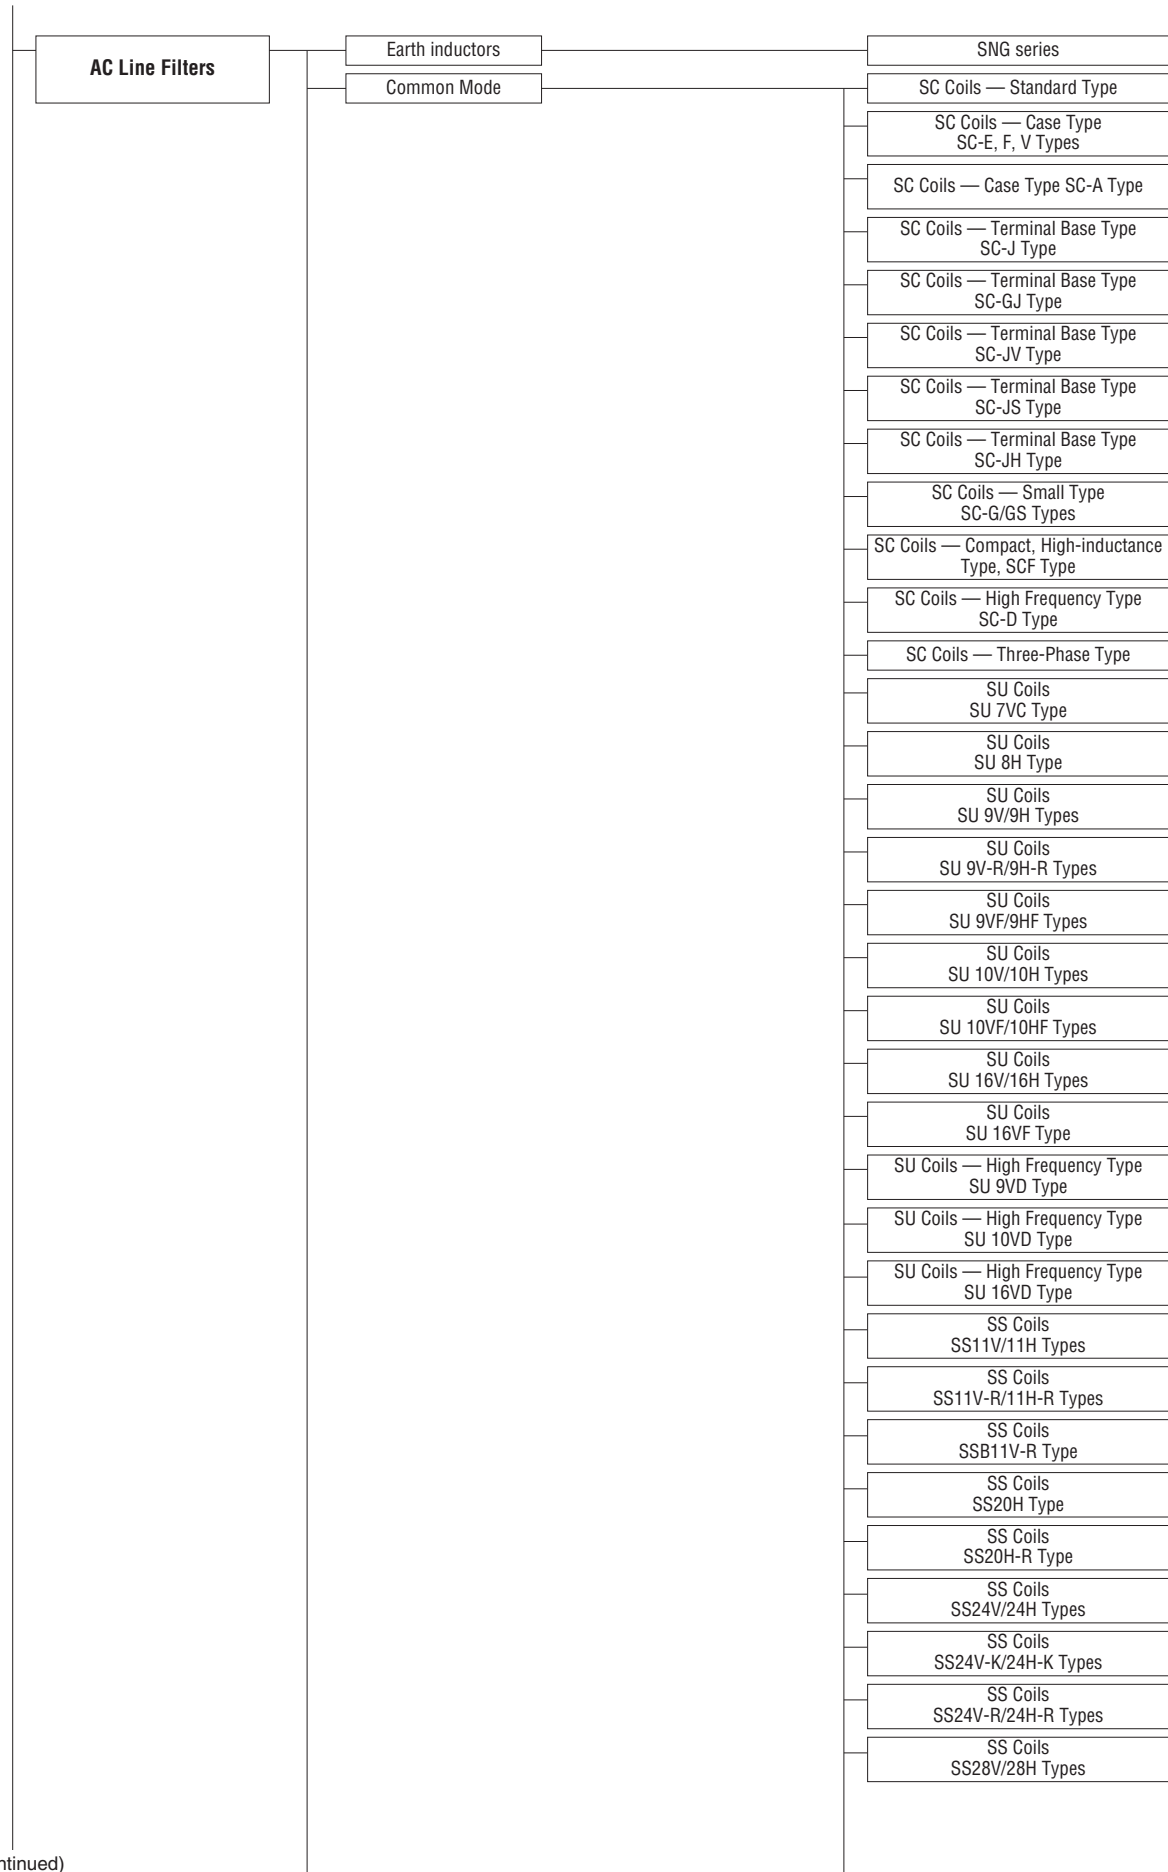 AC Line Filters
Earth inductors
SNG series
Common Mode
SC Coils — Standard Type
SC Coils — Case Type
SC-E, F, V Types
SC Coils — Case Type SC-A Type
SC Coils — Terminal Base Type
SC-J Type
SC Coils — Terminal Base Type
SC-GJ Type
SC Coils — Terminal Base Type
SC-JV Type
SC Coils — Terminal Base Type
SC-JS Type
SC Coils — Terminal Base Type
SC-JH Type
SC Coils — Small Type
SC-G/GS Types
SC Coils — Compact, High-inductance
Type, SCF Type
SC Coils — High Frequency Type
SC-D Type
SC Coils — Three-Phase Type
SU Coils
SU 7VC Type
SU Coils
SU 8H Type
SU Coils
SU 9V/9H Types
SU Coils
SU 9V-R/9H-R Types
SU Coils
SU 9VF/9HF Types
SU Coils
SU 10V/10H Types
SU Coils
SU 10VF/10HF Types
SU Coils
SU 16V/16H Types
SU Coils
SU 16VF Type
SU Coils — High Frequency Type
SU 9VD Type
SU Coils — High Frequency Type
SU 10VD Type
SU Coils — High Frequency Type
SU 16VD Type
SS Coils
SS11V/11H Types
SS Coils
SS11V-R/11H-R Types
SS Coils
SSB11V-R Type
SS Coils
SS20H Type
SS Coils
SS20H-R Type
SS Coils
SS24V/24H Types
SS Coils
SS24V-K/24H-K Types
SS Coils
SS24V-R/24H-R Types
SS Coils
SS28V/28H Types
ntinued)